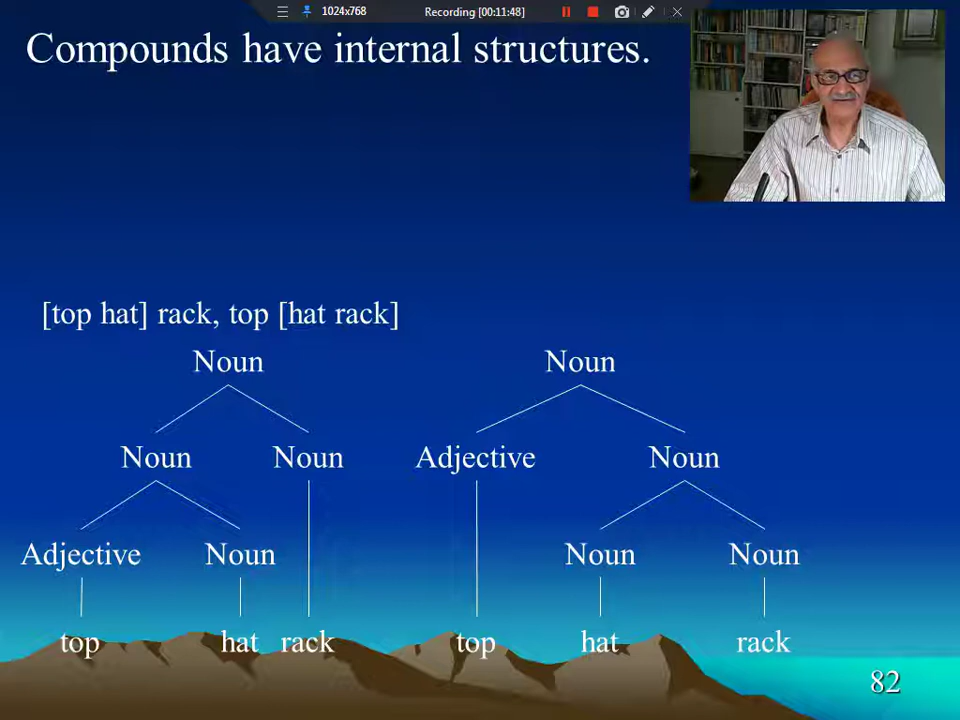 1024x768 Recording [00:11:48]
Compounds have internal structures.
[top hat] rack, top [hat rack]
Noun Noun
Noun Noun Adjective Noun
Adjective Noun Noun Noun
top hat rack top hat rack
82